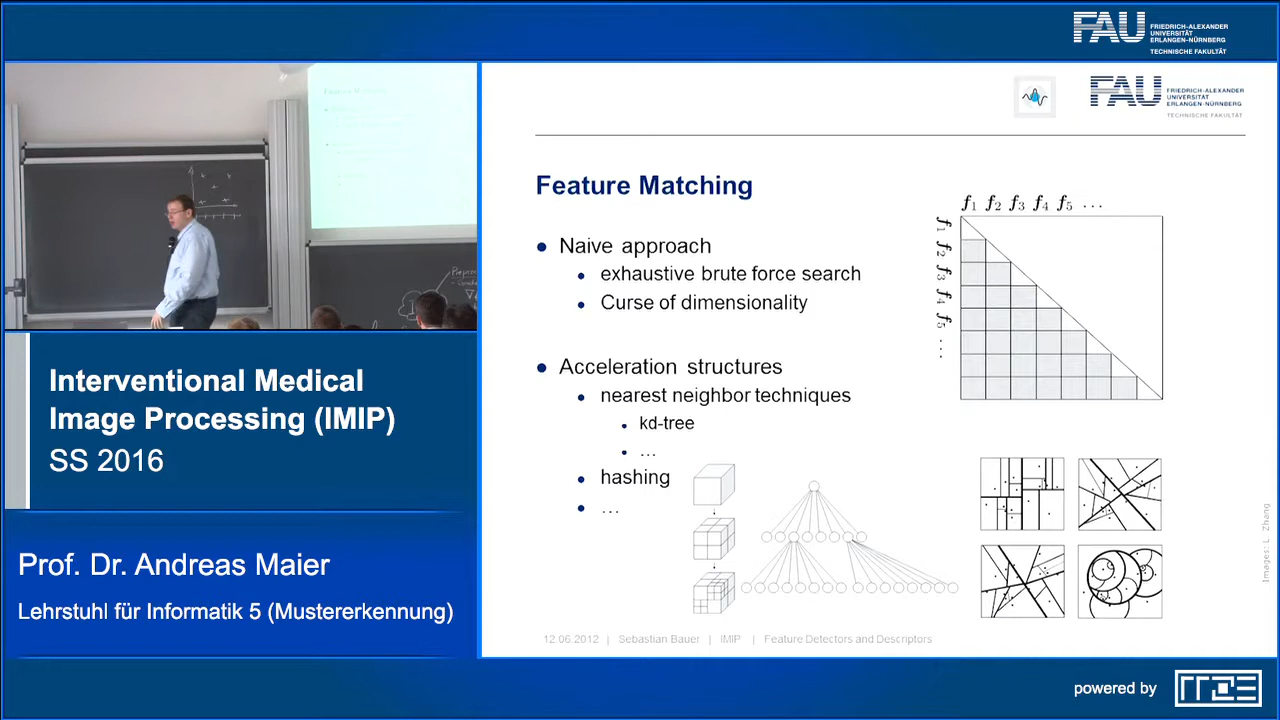 FAU
FRIEDRICH-ALEXANDER
UNIVERSITÄT
ERLANGEN-NÜRNBERG
TECHNISCHE FAKULTÄT
FAU
FRIEDRICH-ALEXANDER
UNIVERSITÄT
ERLANGEN-NÜRNBERG
TECHNISCHE FAKULTÄT
Feature Matching
Naive approach
exhaustive brute force search
Curse of dimensionality
Acceleration structures
nearest neighbor techniques
kd-tree
...
hashing
...
f1 f2 f3 f4 f5 ...
f1 f2 f3 f4 f5 ...
Images: L. Zhang
12.06.2012 | Sebastian Bauer | IMIP | Feature Detectors and Descriptors
Interventional Medical
Image Processing (IMIP)
SS 2016
Prof. Dr. Andreas Maier
Lehrstuhl für Informatik 5 (Mustererkennung)
powered by